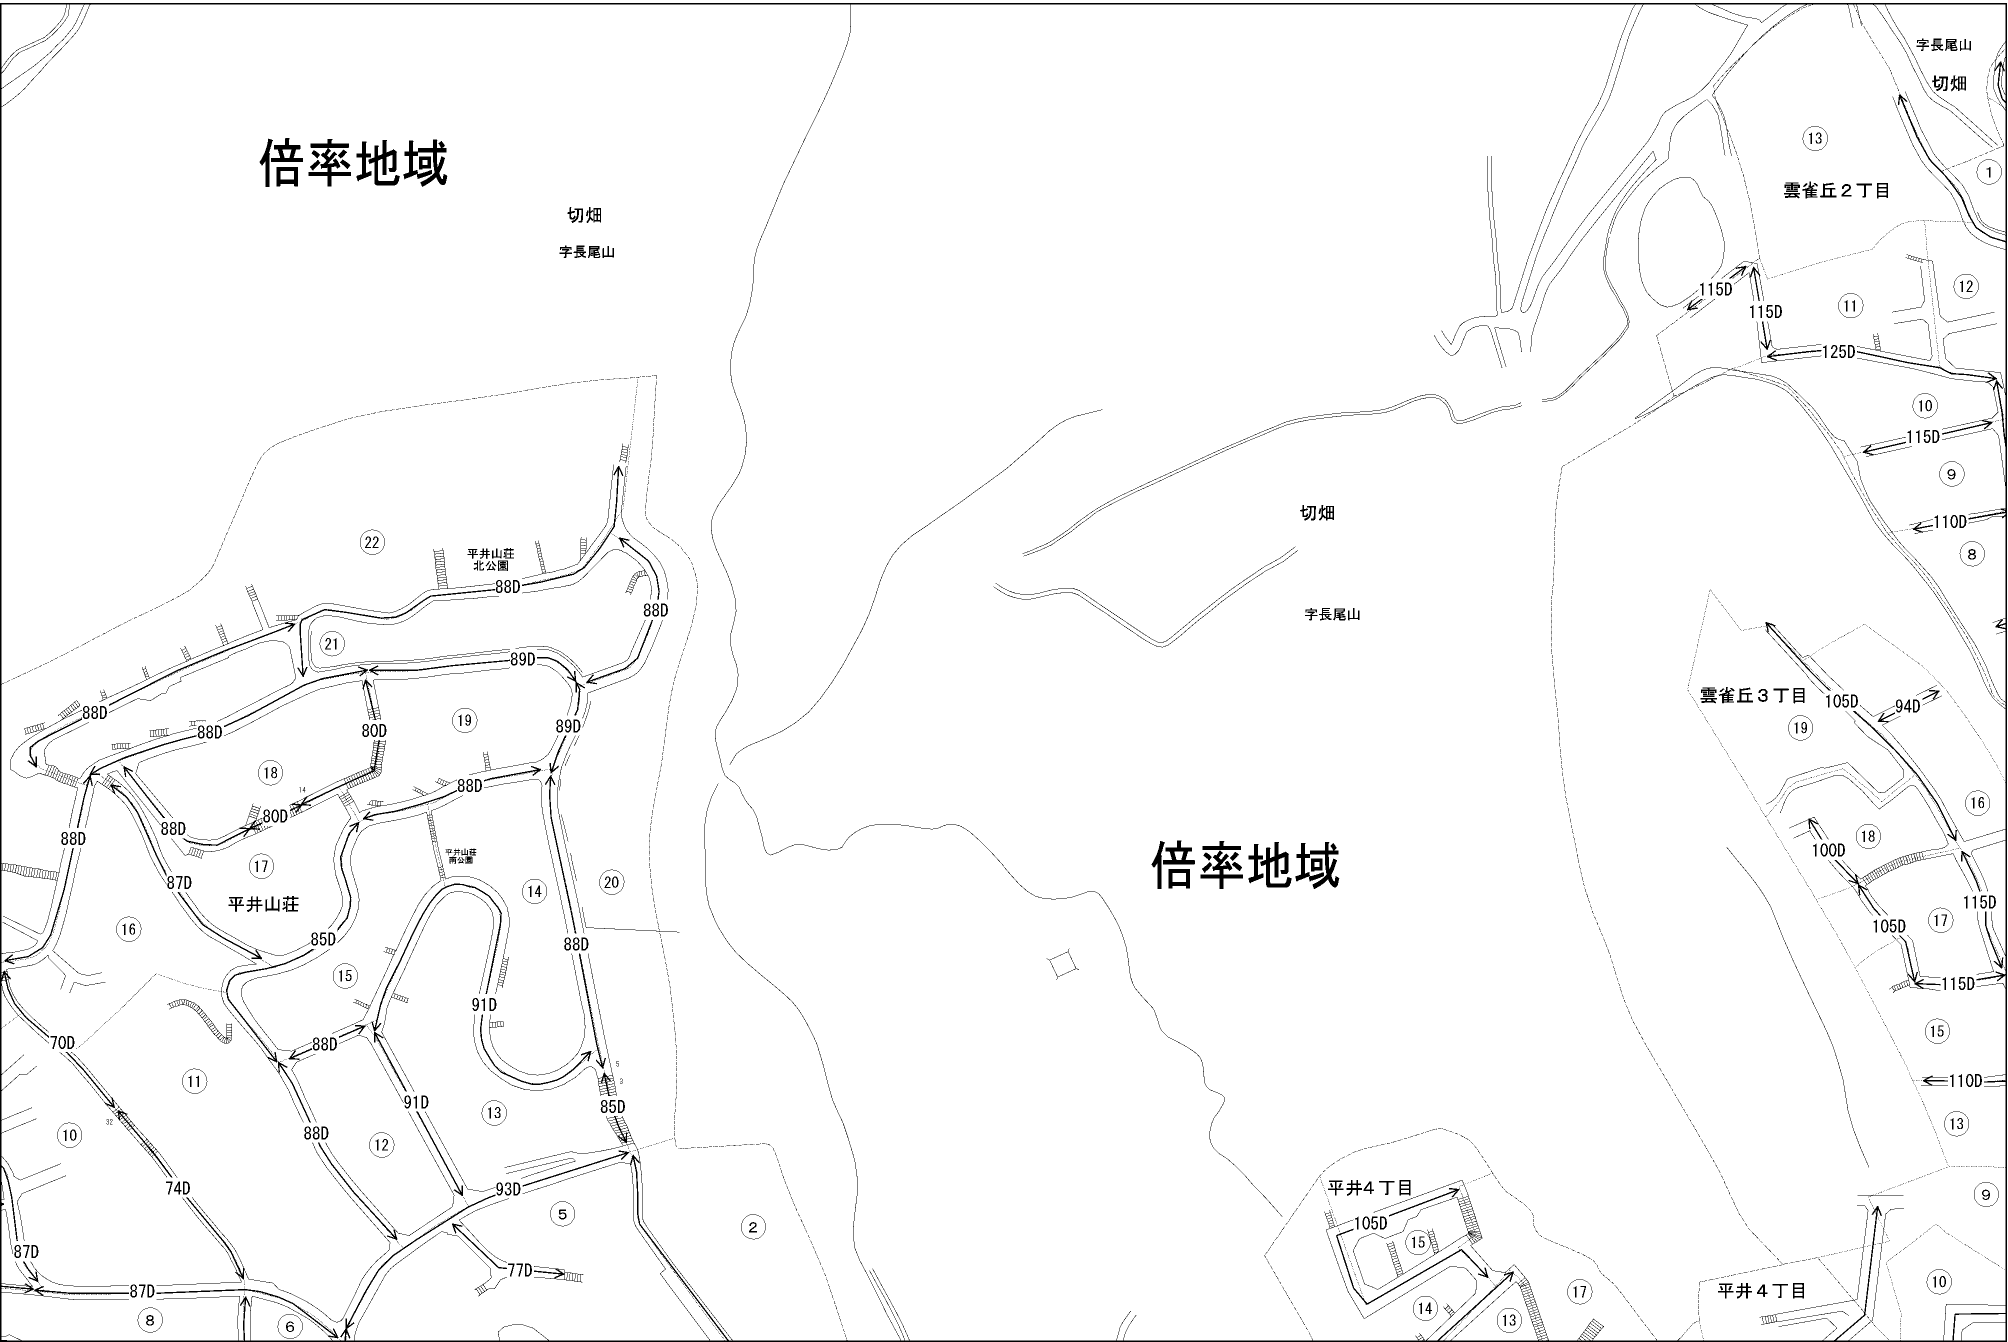 字長尾山
切畑
倍率地域
13
1
雲雀丘２丁目
切畑
字長尾山
12
115D
11
115D
125D
10
115D
9
切畑
110D
22
平井山荘
北公園
8
88D
88D
字長尾山
21
89D
雲雀丘３丁目
105D
94D
88D
19
89D
19
88D
80D
18
14
88D
16
80D
88D
88D
18
100D
平井山荘
南公園
17
倍率地域
87D
20
14
115D
平井山荘
17
105D
16
85D
88D
15
115D
91D
15
70D
88D
5
3
11
110D
91D
85D
13
32
13
10
88D
12
74D
平井４丁目
93D
9
5
105D
2
15
87D
77D
10
87D
平井４丁目
17
14
8
6
13